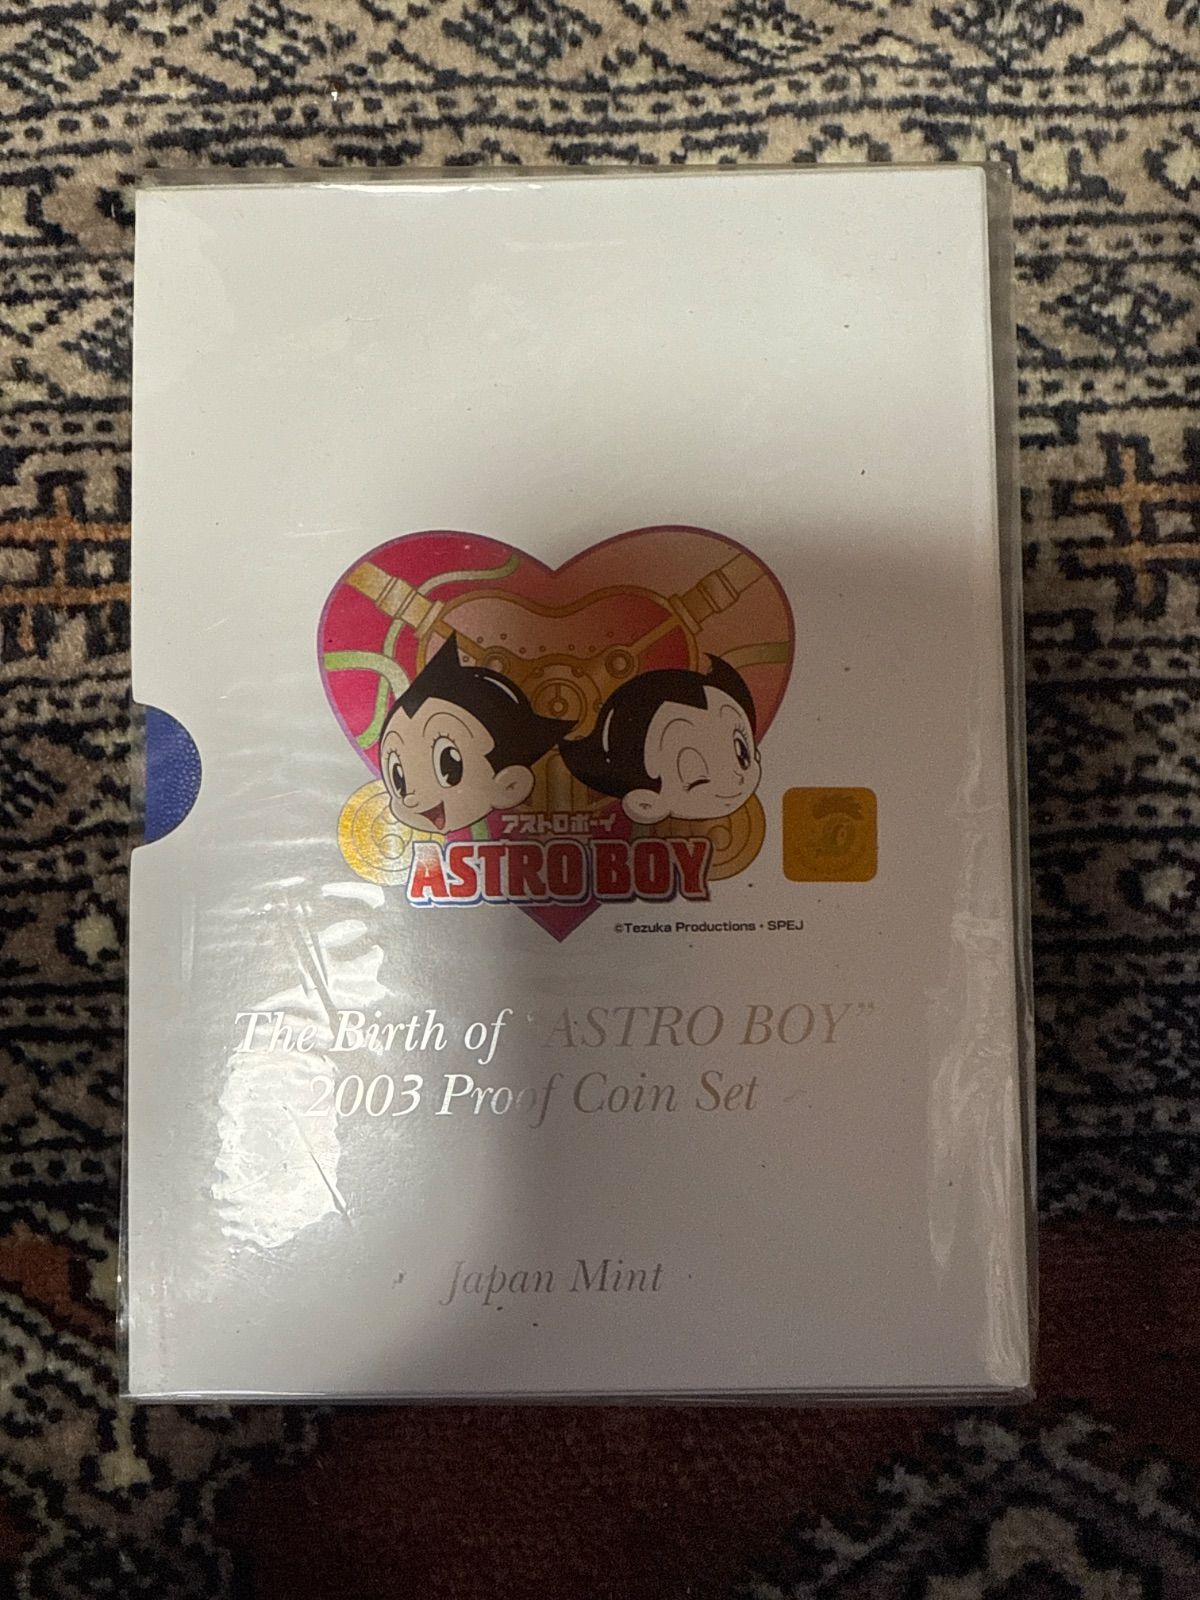 アストロボーイ
ASTRO BOY
©Tezuka Productions・SPEJ
The Birth of “ASTRO BOY”
2003 Proof Coin Set
Japan Mint